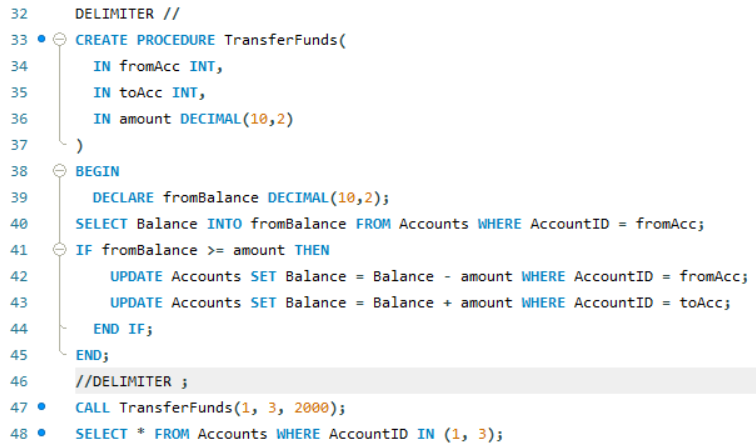 32 DELIMITER //
33 CREATE PROCEDURE TransferFunds(
34 IN fromAcc INT,
35 IN toAcc INT,
36 IN amount DECIMAL(10,2)
37 )
38 BEGIN
39 DECLARE fromBalance DECIMAL(10,2);
40 SELECT Balance INTO fromBalance FROM Accounts WHERE AccountID = fromAcc;
41 IF fromBalance >= amount THEN
42 UPDATE Accounts SET Balance = Balance - amount WHERE AccountID = fromAcc;
43 UPDATE Accounts SET Balance = Balance + amount WHERE AccountID = toAcc;
44 END IF;
45 END;
46 //DELIMITER ;
47 CALL TransferFunds(1, 3, 2000);
48 SELECT * FROM Accounts WHERE AccountID IN (1, 3);